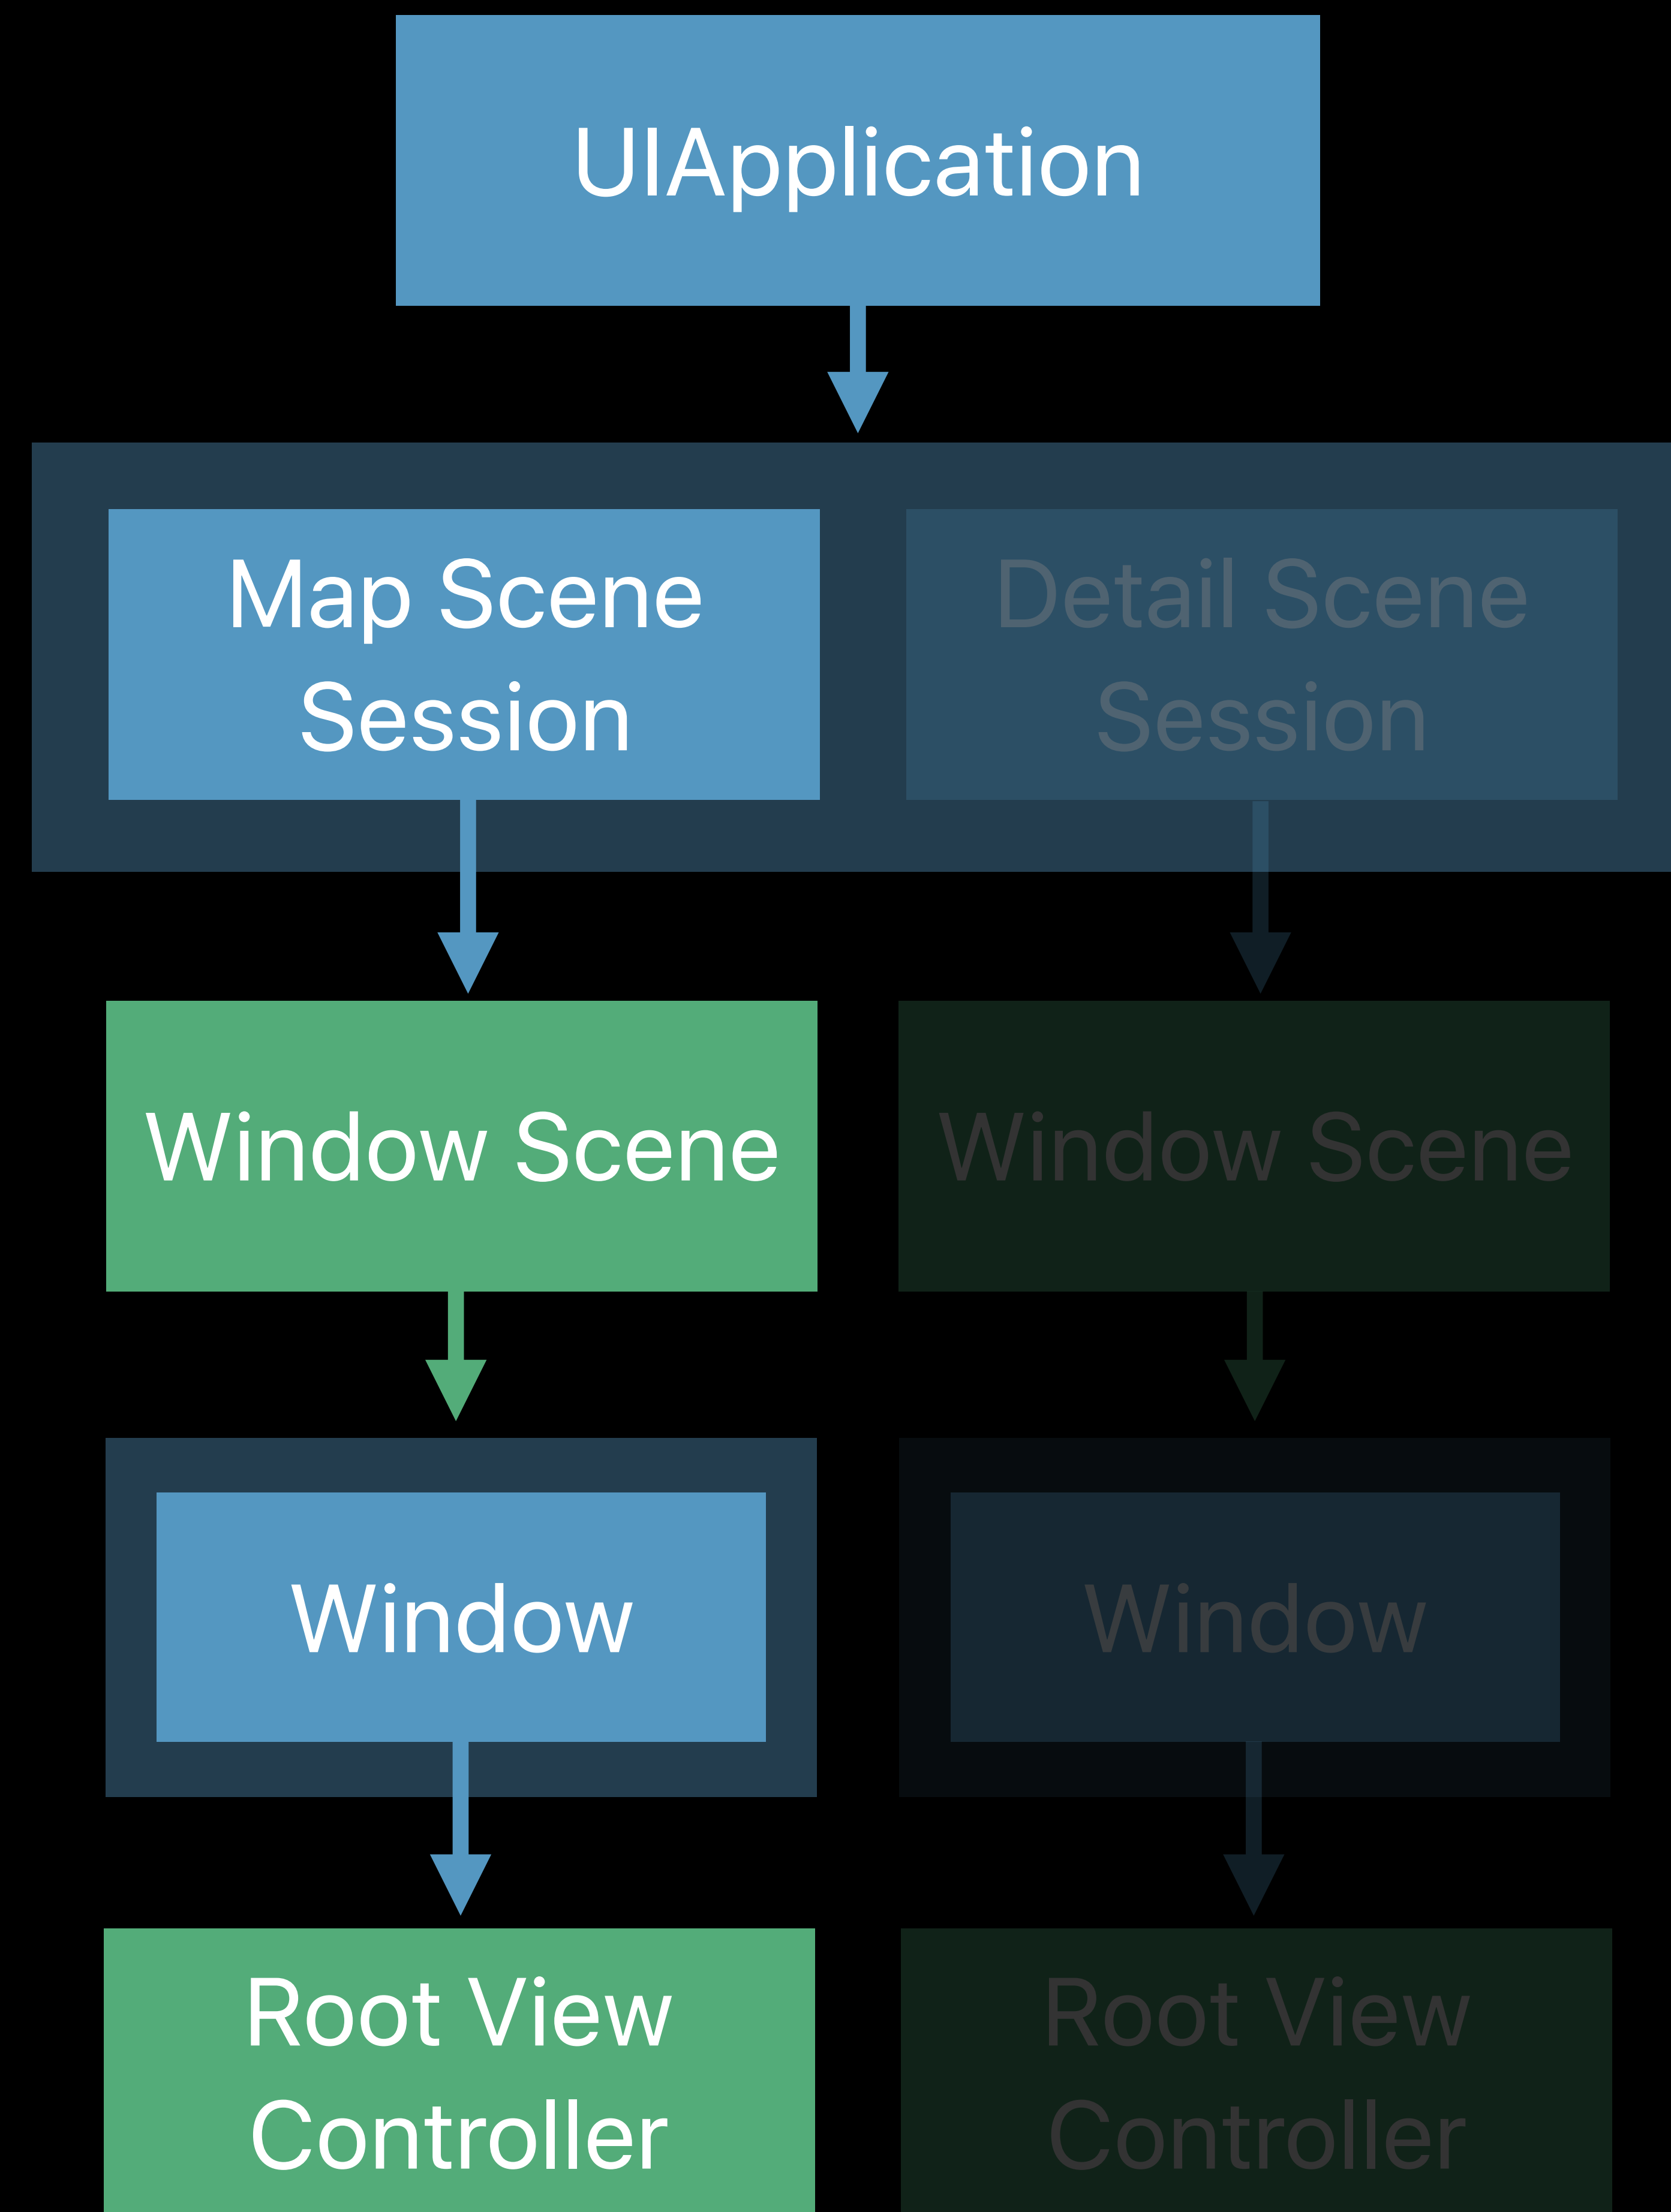 UIApplication
Map Scene
Session
Detail Scene
Session
Window Scene
Window Scene
Window
Window
Root View
Controller
Root View
Controller